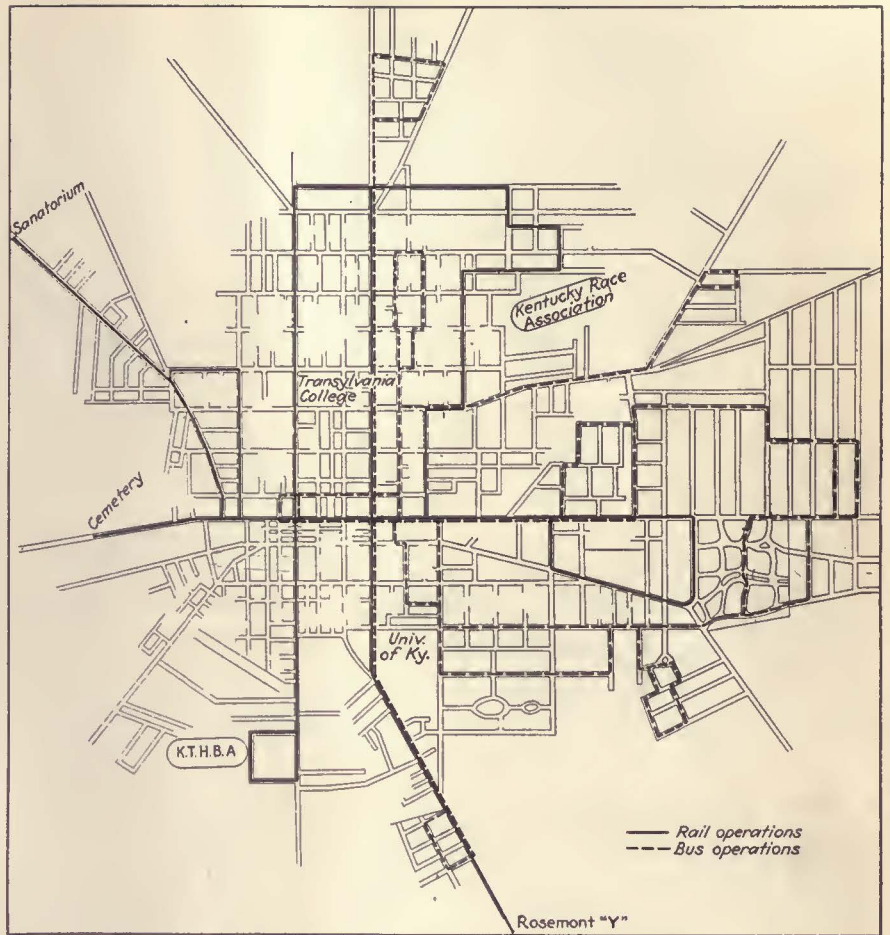 Sanatorium
Kentucky Race
Association
Transylvania
College
Cemetery
Univ.
of Ky.
K.T.H.B.A
Rail operations
Bus operations
Rosemont "Y"